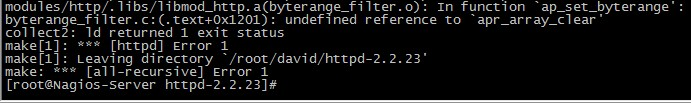 modules/http/.libs/libmod_http.a(byterange_filter.o): In function `ap_set_byterange':
byterange_filter.c:(.text+0x1201): undefined reference to `apr_array_clear'
collect2: ld returned 1 exit status
make[1]: *** [httpd] Error 1
make[1]: Leaving directory `/root/david/httpd-2.2.23'
make: *** [all-recursive] Error 1
[root@Nagios-Server httpd-2.2.23]#